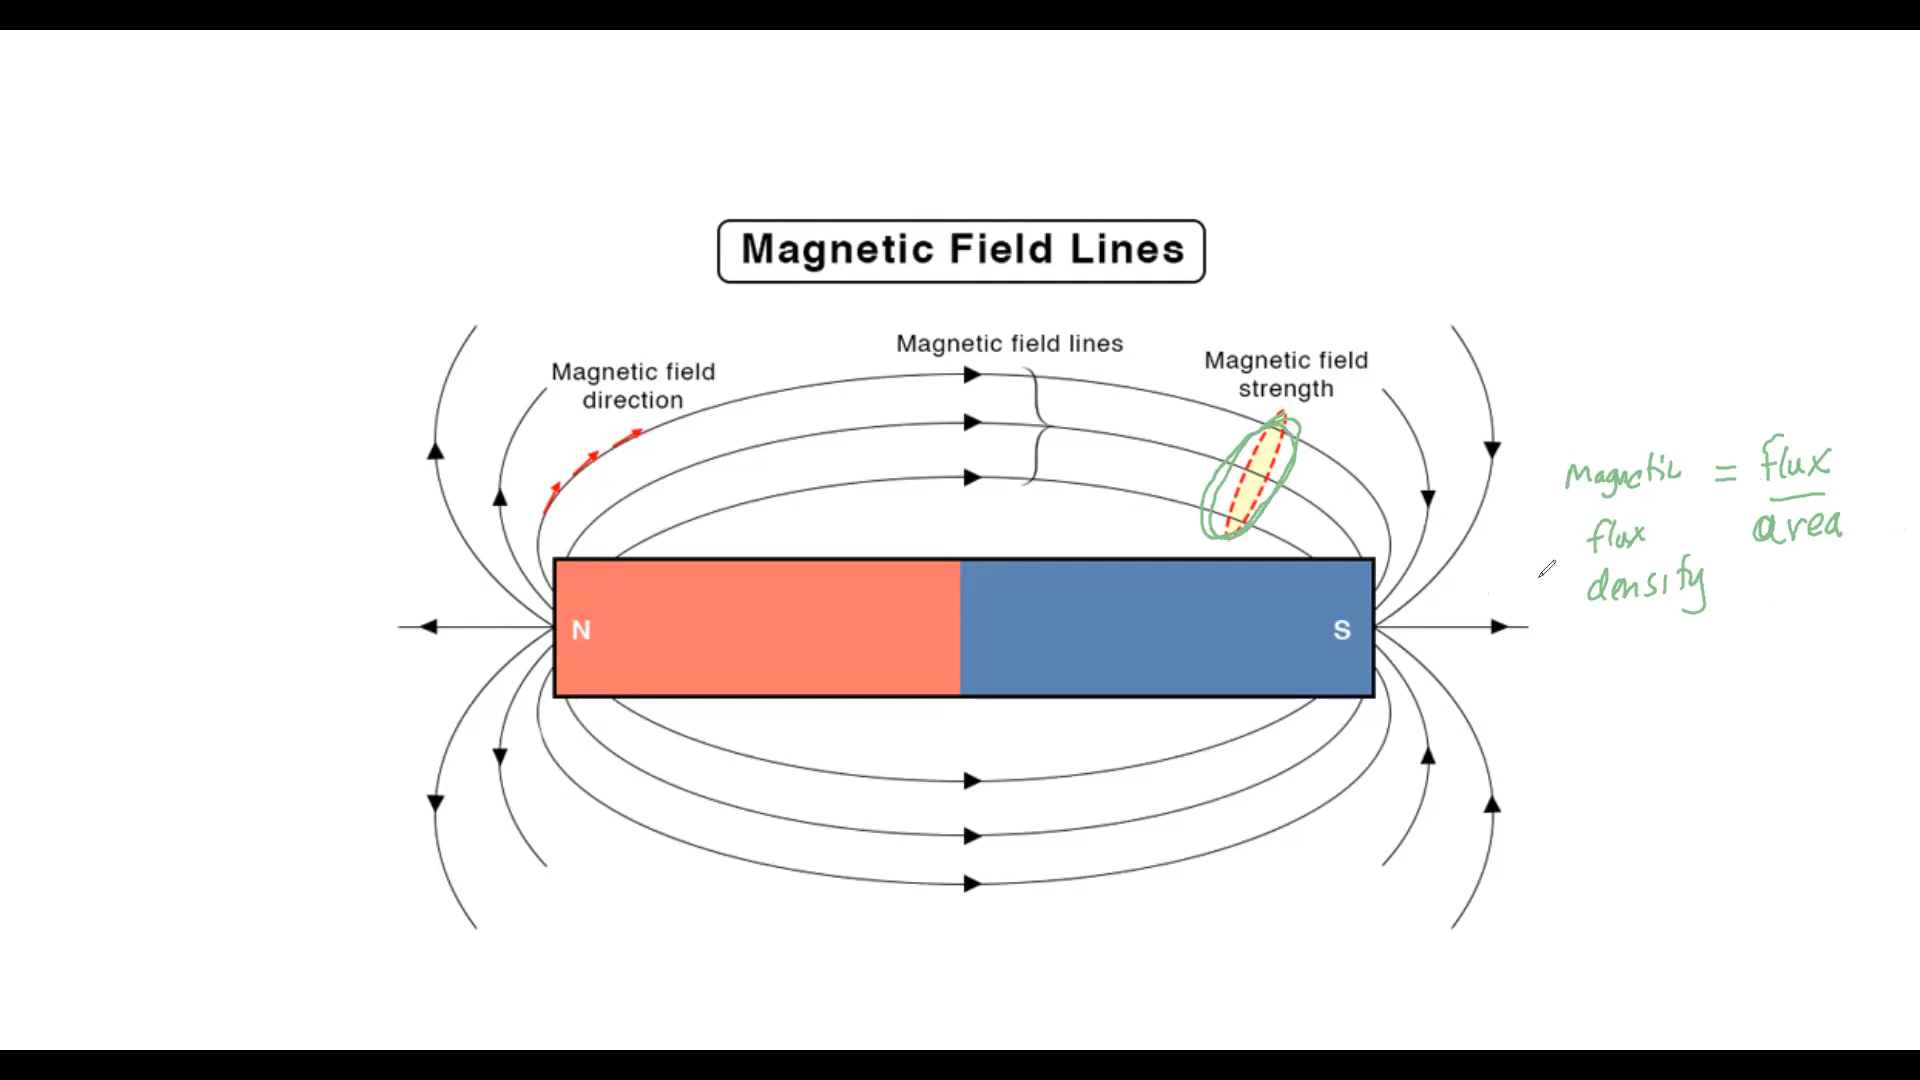 Magnetic Field Lines
Magnetic field lines
Magnetic field
direction
Magnetic field
strength
Magnetic = flux
area
flux
density
N
S